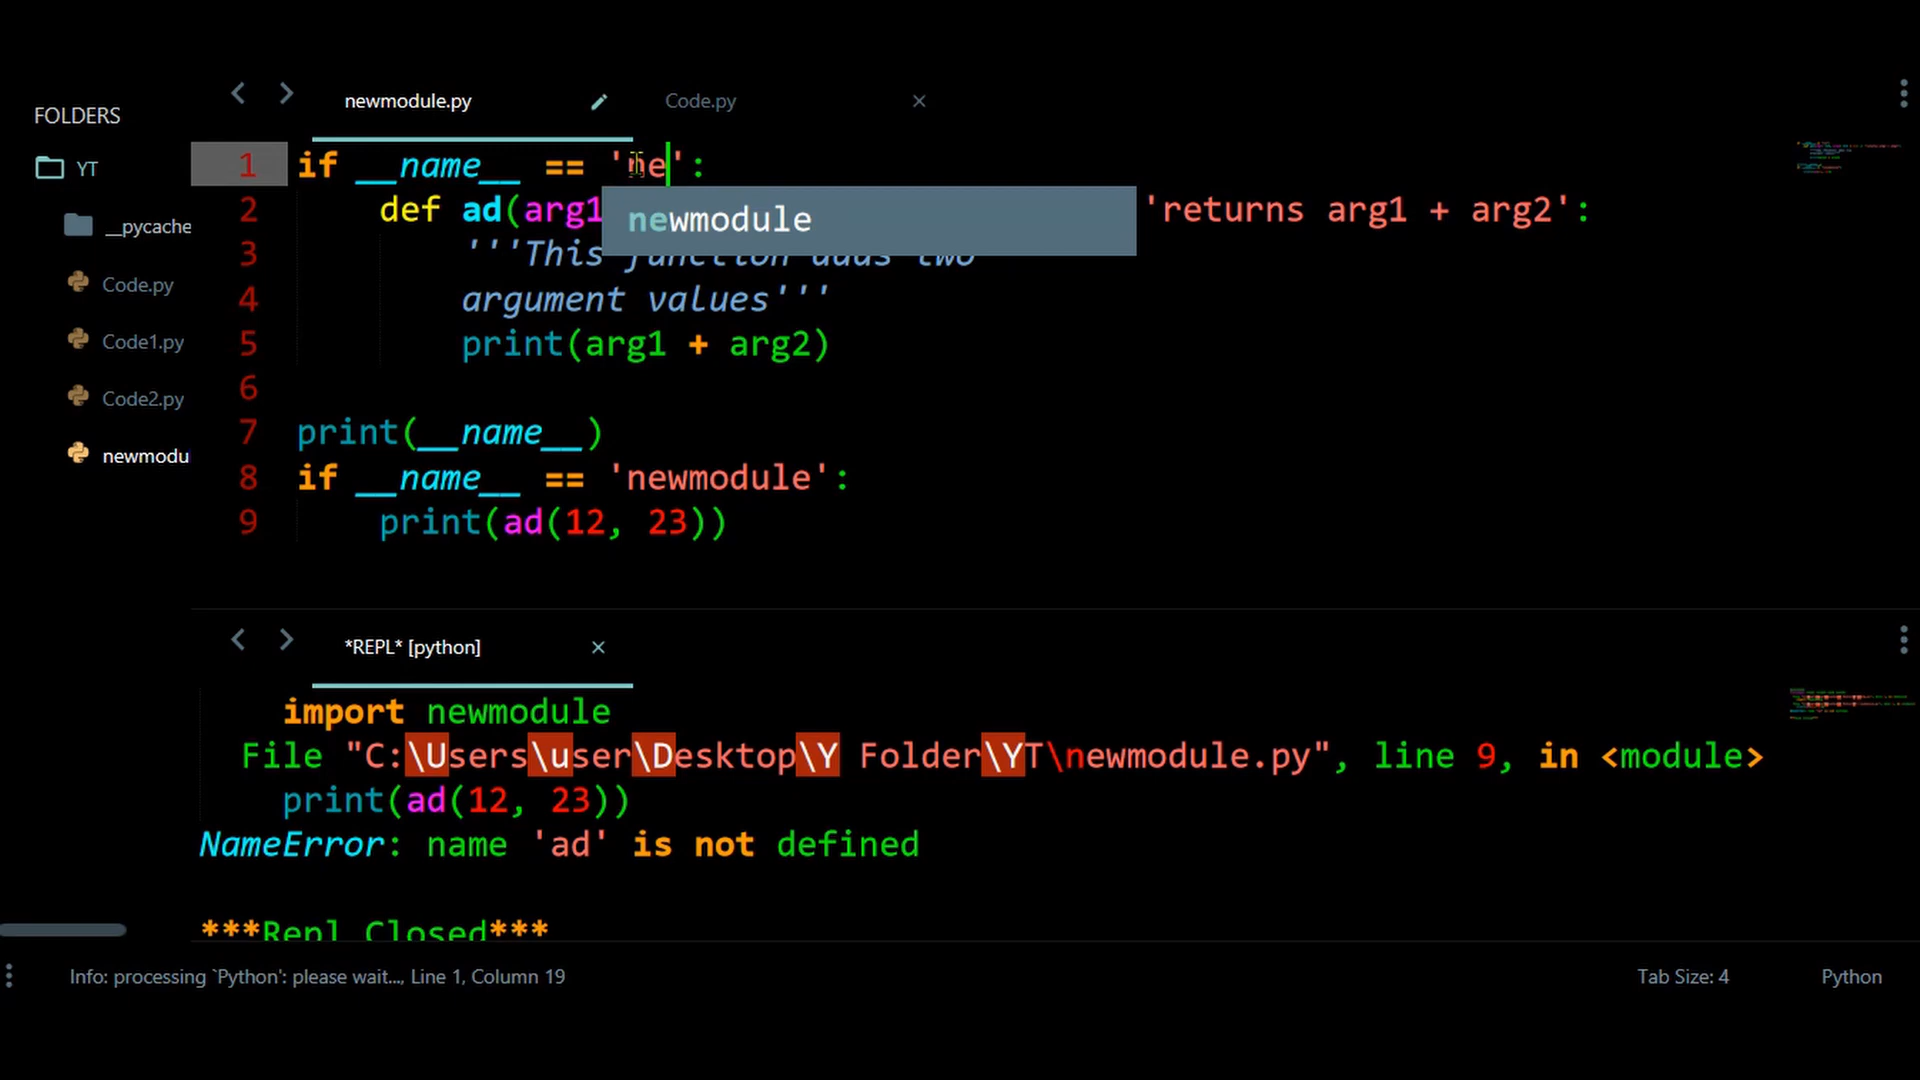 newmodule.py
Code.py
FOLDERS
YT
__pycache
Code.py
Code1.py
Code2.py
newmodu
1 if __name__ == 'ne':
newmodule
2 def ad(arg1 'returns arg1 + arg2':
3 '''This function adds two
4 argument values'''
5 print(arg1 + arg2)
6
7 print(__name__)
8 if __name__ == 'newmodule':
9 print(ad(12, 23))
*REPL* [python]
import newmodule
File "C:\Users\user\Desktop\Y Folder\YT\newmodule.py", line 9, in <module>
print(ad(12, 23))
NameError: name 'ad' is not defined
***Repl Closed***
Info: processing `Python': please wait..., Line 1, Column 19
Tab Size: 4
Python